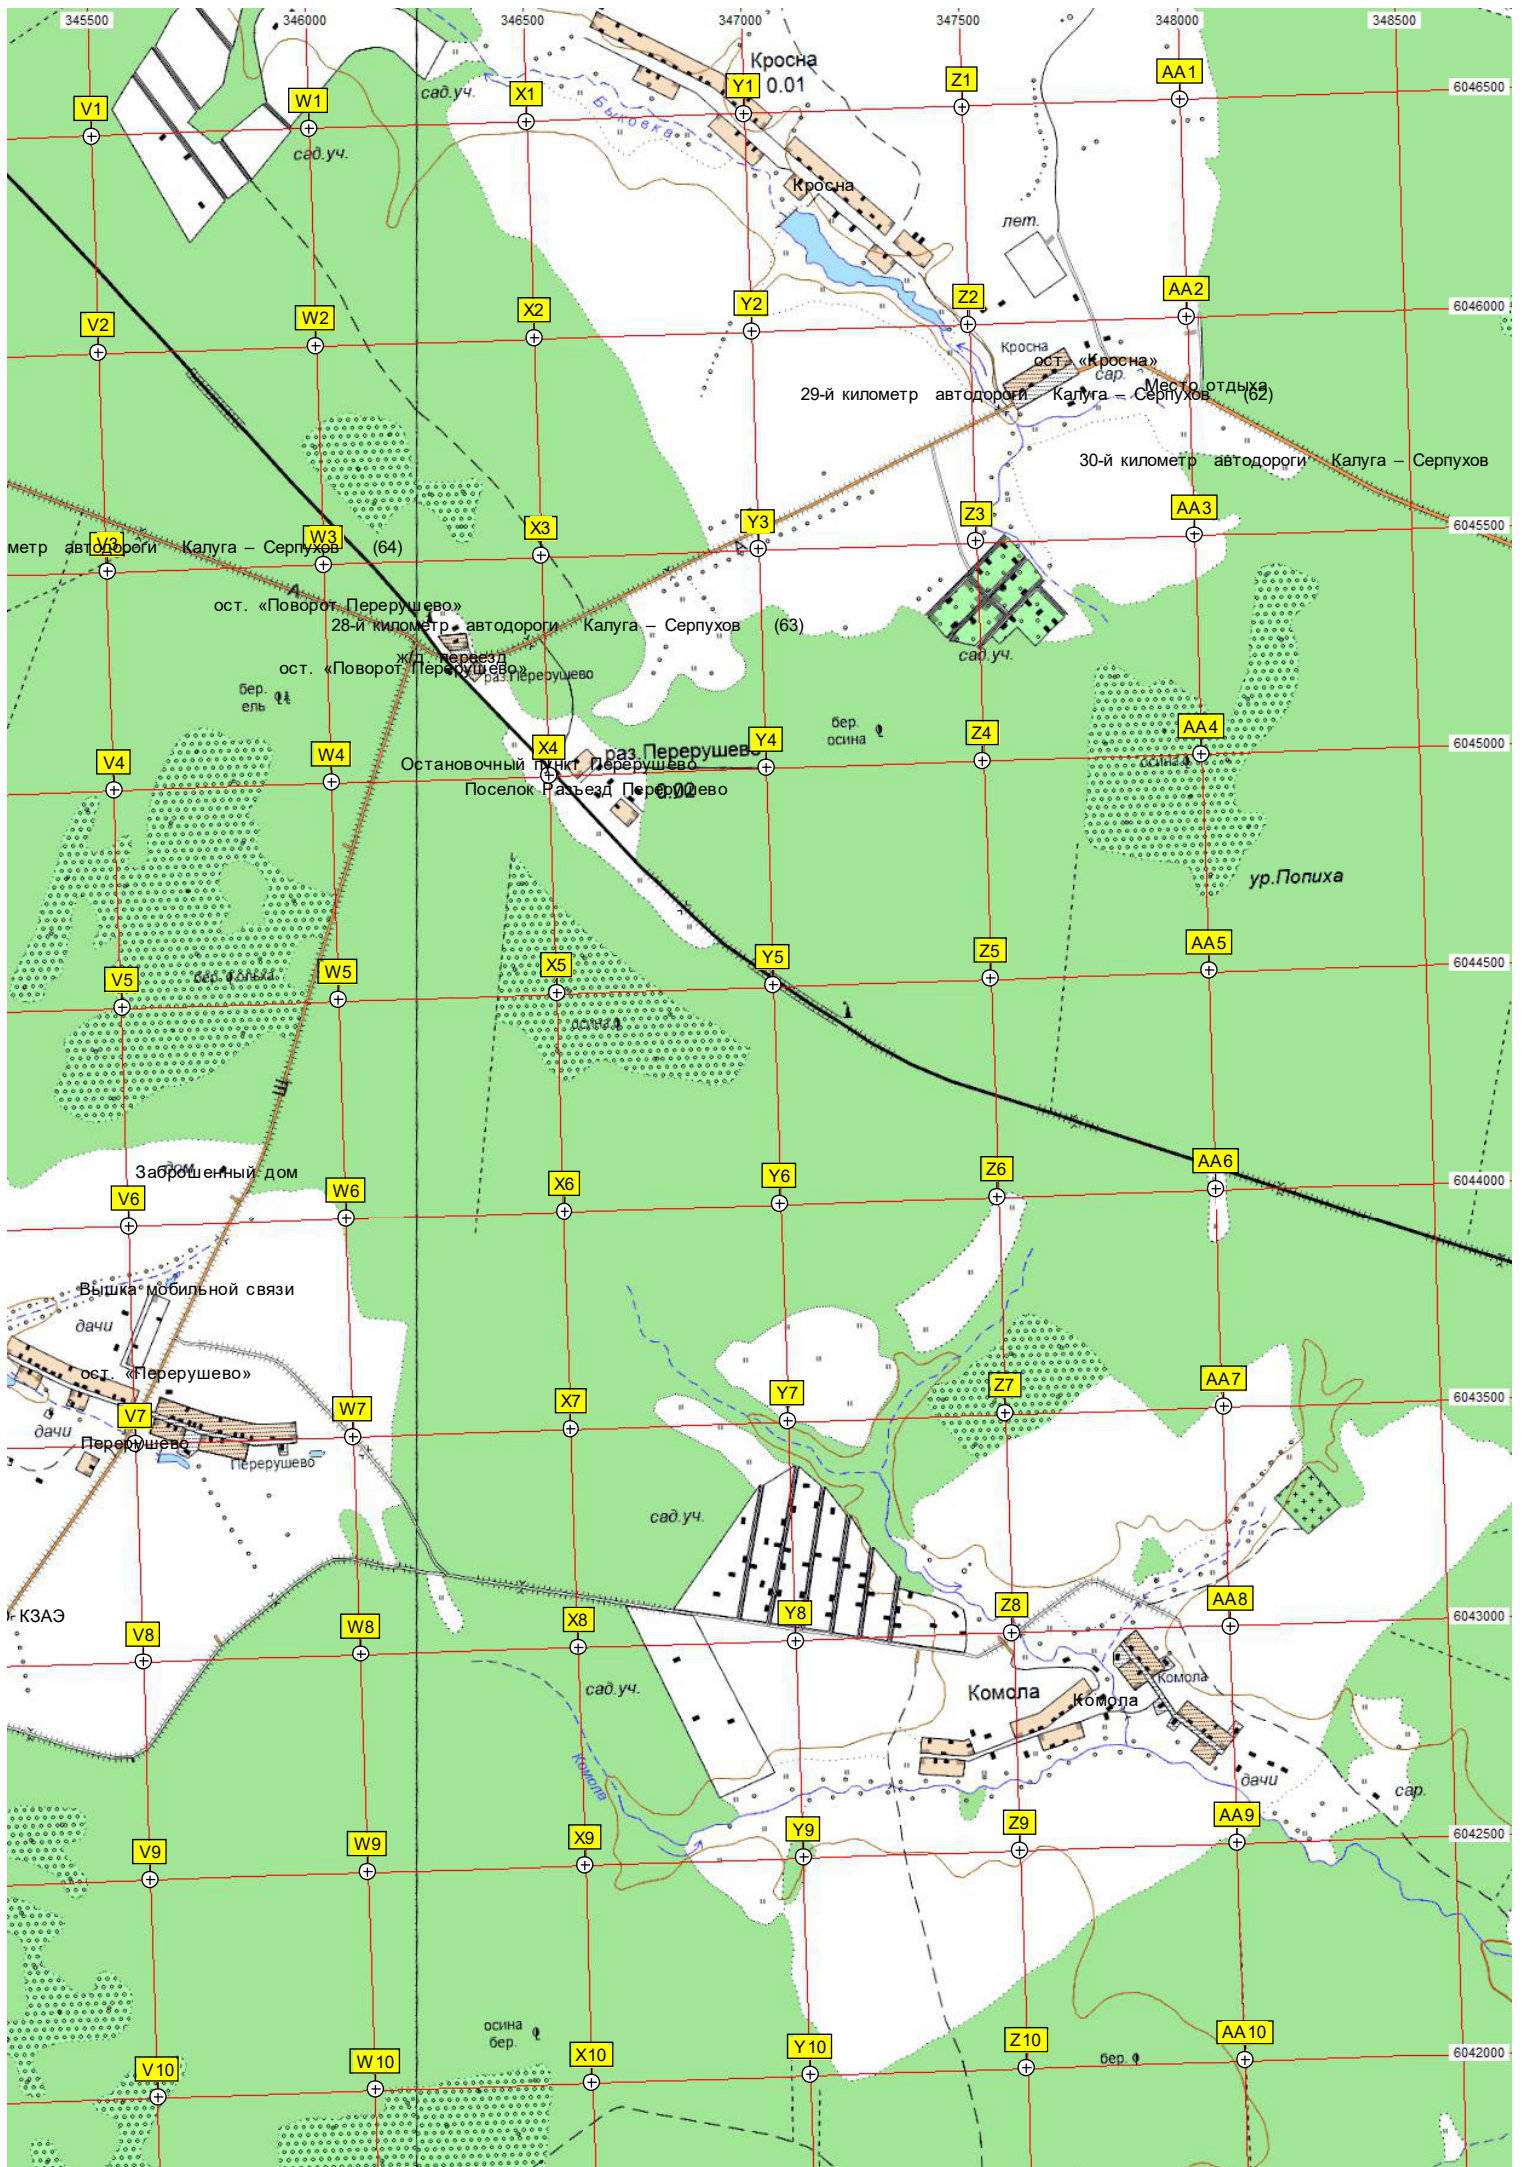 345500 346000 346500 347000 347500 348000 348500
Кросна
0.01
6046500
V1 W1 X1 Y1 Z1 AA1
сад.уч.
сад.уч.
Быковка
Кросна
лет.
V2 W2 X2 Y2 Z2 AA2
6046000
Кросна
ост. «Кросна»
сар.
Место отдыха
29-й километр автодороги Калуга – Серпухов (62)
30-й километр автодороги Калуга – Серпухов
V3 W3 X3 Y3 Z3 AA3
6045500
метр автодороги Калуга – Серпухов (64)
ост. «Поворот Перерушево»
28-й километр автодороги Калуга – Серпухов (63)
ж/д переезд
ост. «Поворот Перерушево»
раз.Перерушево
сад.уч.
бер.
ель
бер.
осина
V4 W4 X4 Y4 Z4 AA4
6045000
раз.Перерушево
Остановочный пункт Перерушево
осина
Поселок Разъезд Перерушево
0.02
ур.Попиха
V5 W5 X5 Y5 Z5 AA5
6044500
бер. ольха
осина
дом
Заброшенный дом
V6 W6 X6 Y6 Z6 AA6
6044000
Вышка мобильной связи
дачи
ост. «Перерушево»
V7 W7 X7 Y7 Z7 AA7
6043500
дачи
Перерушево
Перерушево
сад.уч.
КЗАЭ
V8 W8 X8 Y8 Z8 AA8
6043000
сад.уч.
Комола
Комола
Комола
Комола
дачи
сар.
V9 W9 X9 Y9 Z9 AA9
6042500
осина
бер.
бер.
V10 W10 X10 Y10 Z10 AA10
6042000